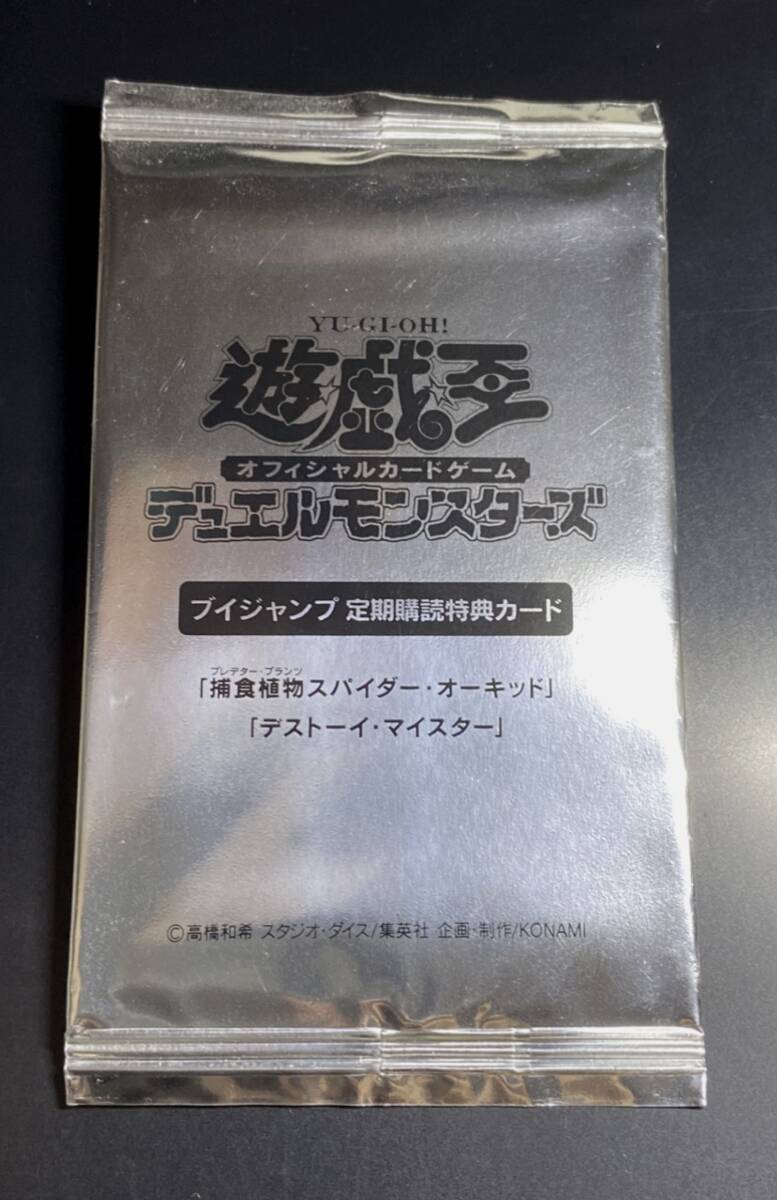 YU-GI-OH!
遊☆戯☆王
オフィシャルカードゲーム
デュエルモンスターズ
ブイジャンプ 定期購読特典カード
プレデター・プランツ
「捕食植物スパイダー・オーキッド」
「デストーイ・マイスター」
©高橋和希 スタジオ・ダイス/集英社 企画・制作/KONAMI